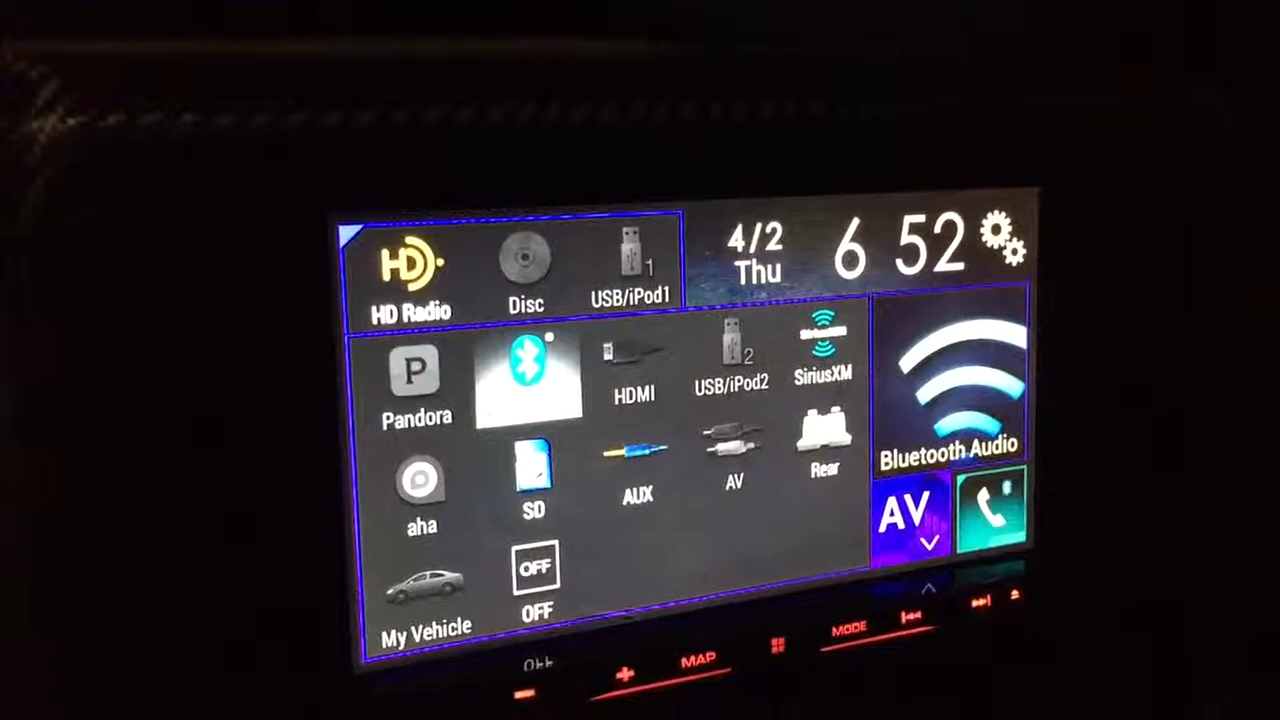 4/2
Thu
6 52
HD
HD Radio
Disc
1
USB/iPod1
P
Pandora
HDMI
2
USB/iPod2
SiriusXM
Bluetooth Audio
aha
SD
AUX
AV
Rear
AV
My Vehicle
OFF
OFF
MAP
MODE